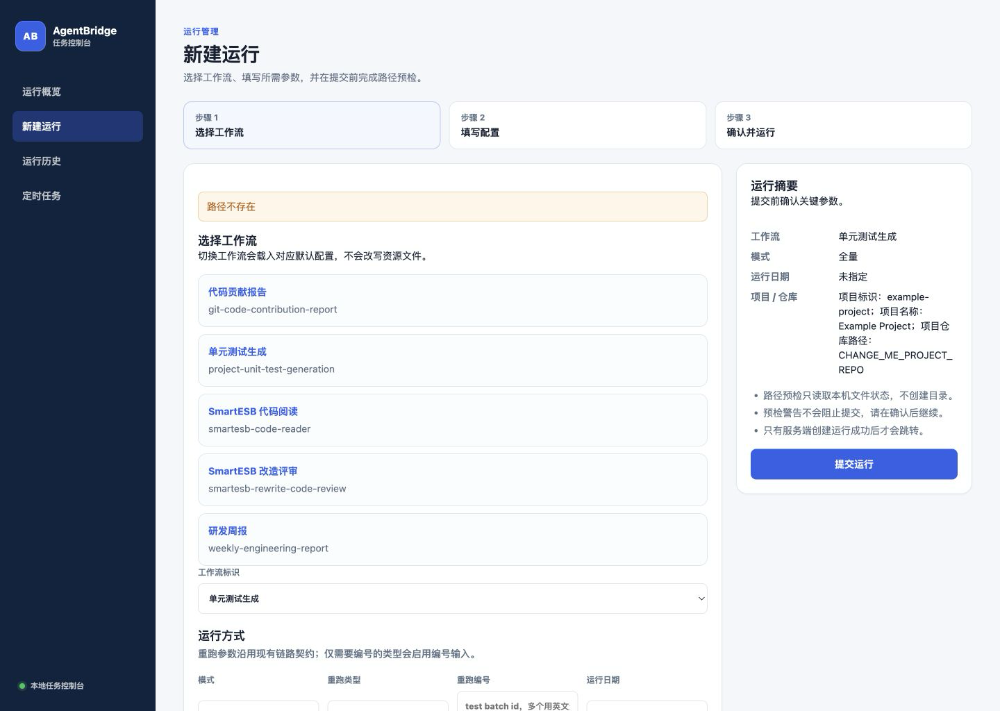 AB
AgentBridge
任务控制台
运行概览
新建运行
运行历史
定时任务
本地任务控制台
运行管理
新建运行
选择工作流、填写所需参数，并在提交前完成路径预检。
步骤 1
选择工作流
步骤 2
填写配置
步骤 3
确认并运行
路径不存在
选择工作流
切换工作流会载入对应默认配置，不会改写资源文件。
代码贡献报告
git-code-contribution-report
单元测试生成
project-unit-test-generation
SmartESB 代码阅读
smartesb-code-reader
SmartESB 改造评审
smartesb-rewrite-code-review
研发周报
weekly-engineering-report
工作流标识
单元测试生成
运行方式
重跑参数沿用现有链路契约；仅需要编号的类型会启用编号输入。
模式
重跑类型
重跑编号
运行日期
test batch id，多个用英文
运行摘要
提交前确认关键参数。
工作流
单元测试生成
模式
全量
运行日期
未指定
项目 / 仓库
项目标识：example-
project；项目名称：
Example Project；项目仓
库路径：
CHANGE_ME_PROJECT_
REPO
• 路径预检只读取本机文件状态，不创建目录。
• 预检警告不会阻止提交，请在确认后继续。
• 只有服务端创建运行成功后才会跳转。
提交运行